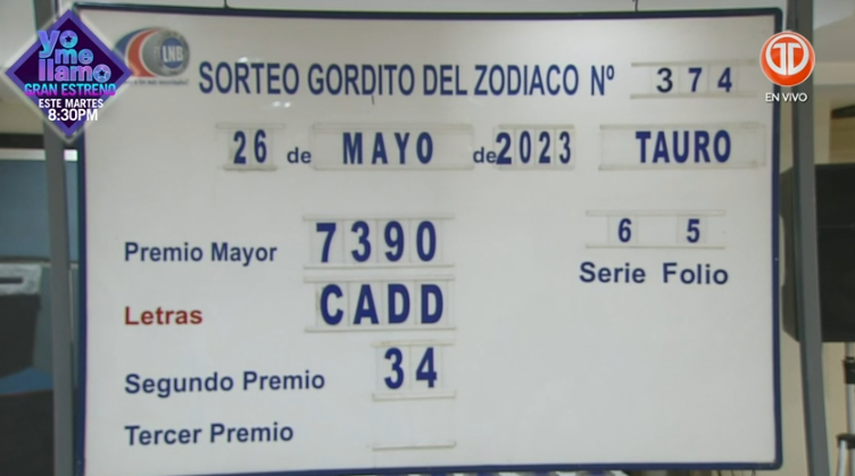 yo
me
llamo
GRAN ESTRENO
ESTE MARTES
8:30PM
LNB
SORTEO GORDITO DEL ZODIACO Nº 374
EN VIVO
26 de MAYO de 2023 TAURO
Premio Mayor 7390
6 5
Serie Folio
Letras CADD
Segundo Premio 34
Tercer Premio